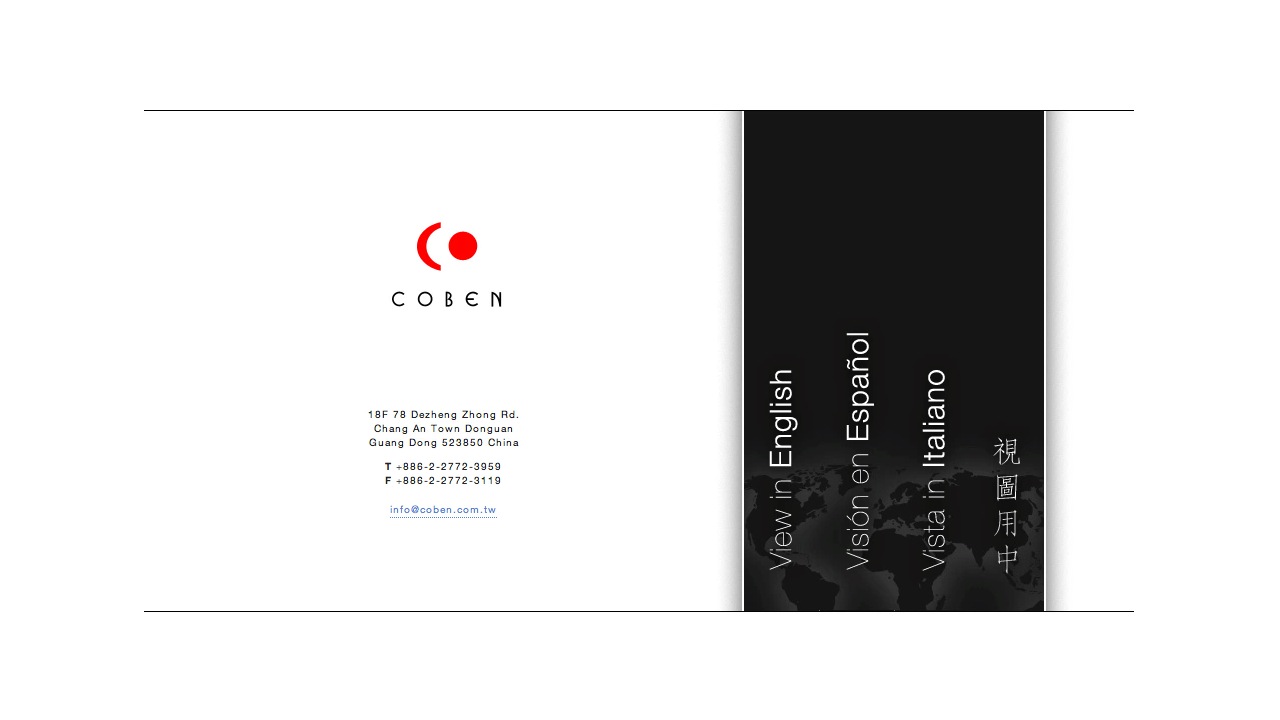 COBEN
18F 78 Dezheng Zhong Rd.
Chang An Town Donguan
Guang Dong 523850 China
T +886-2-2772-3959
F +886-2-2772-3119
info@coben.com.tw
View in English
Visión en Español
Vista in Italiano
視圖用中